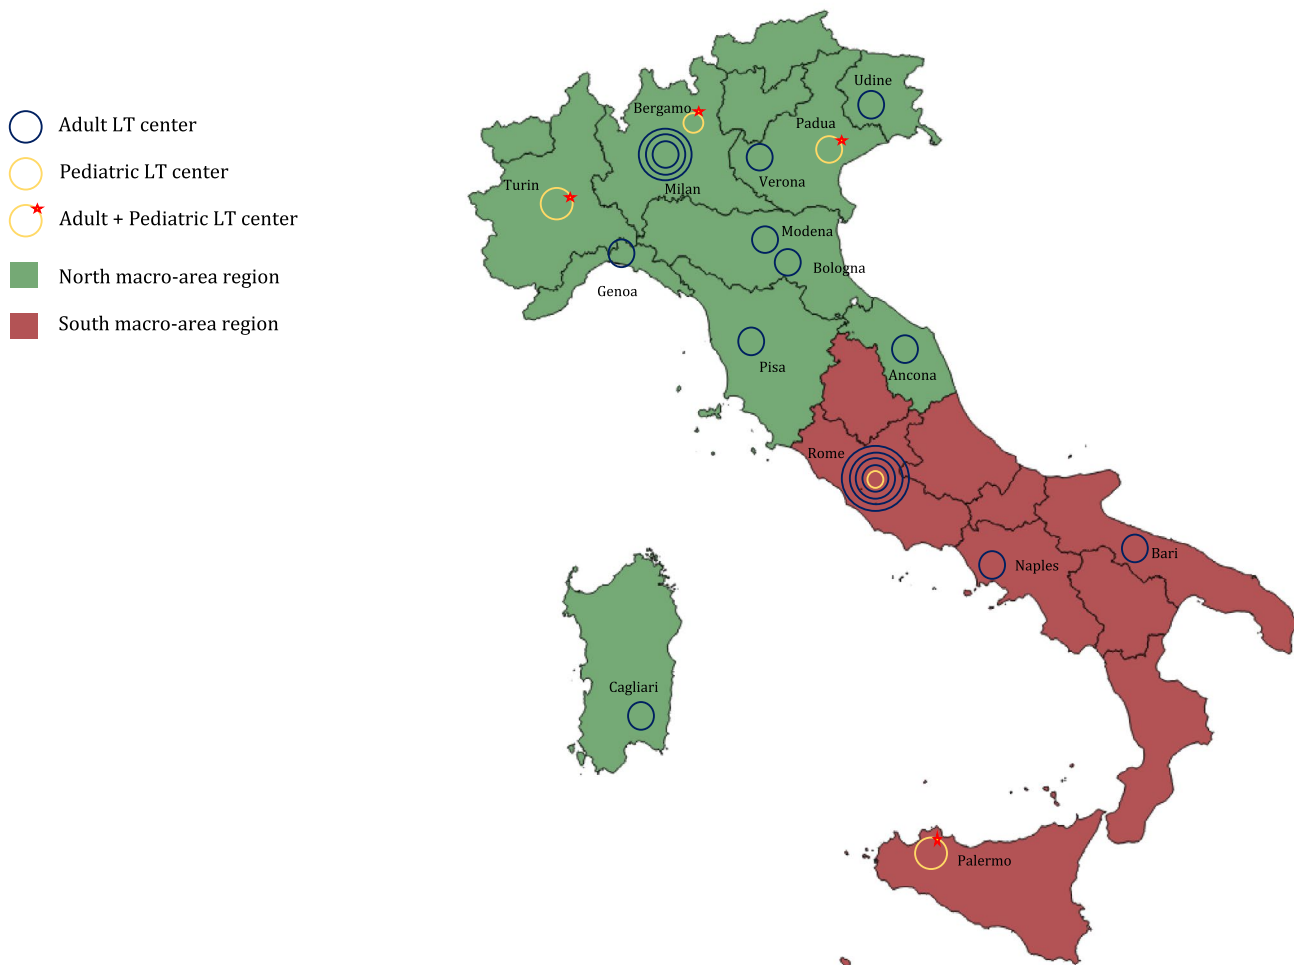 Adult LT center
Pediatric LT center
Adult + Pediatric LT center
North macro-area region
South macro-area region
Udine
Bergamo
Padua
Verona
Turin
Milan
Modena
Bologna
Genoa
Pisa
Ancona
Rome
Bari
Naples
Cagliari
Palermo